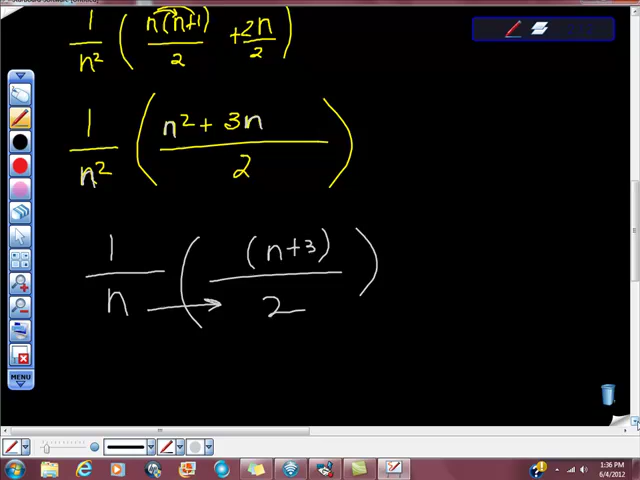 1/n² ( n(n+1)/2 + 2n/2 )
1/n² ( n² + 3n / 2 )
1/n → ( (n+3) / 2 )
MENU
1:36 PM
6/4/2012